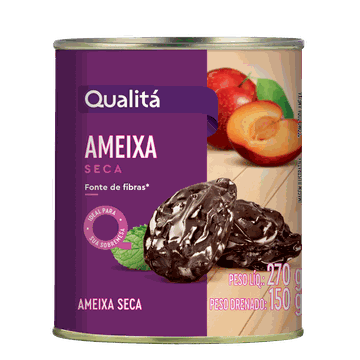 Qualitá
AMEIXA
SECA
Fonte de fibras*
IDEAL PARA
SUA SOBREMESA
PESO LÍQ.: 270 g
PESO DRENADO: 150 g
AMEIXA SECA